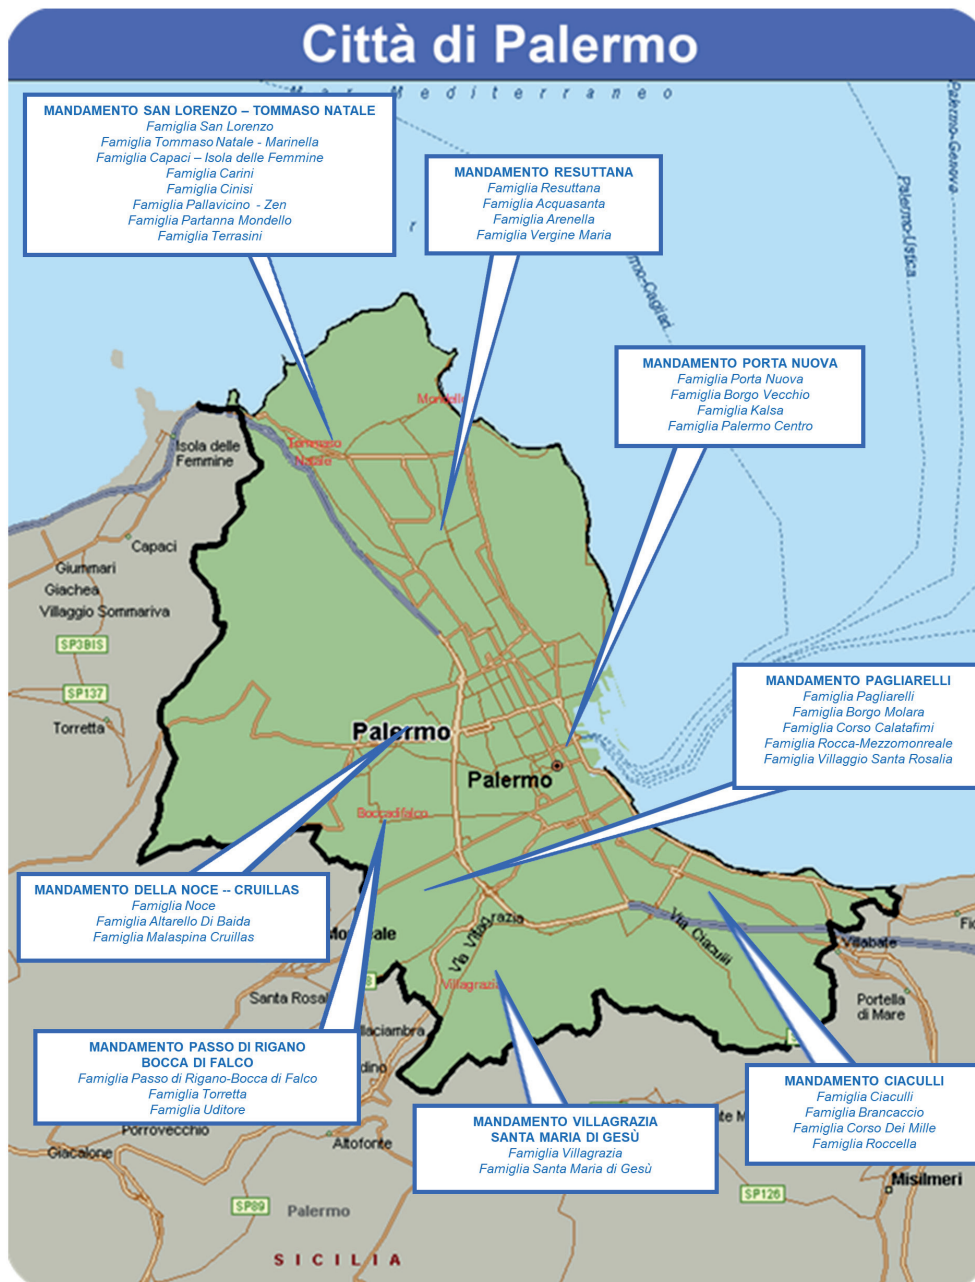 Città di Palermo
Mar Mediterraneo
MANDAMENTO SAN LORENZO – TOMMASO NATALE
Famiglia San Lorenzo
Famiglia Tommaso Natale - Marinella
Famiglia Capaci – Isola delle Femmine
Famiglia Carini
Famiglia Cinisi
Famiglia Pallavicino - Zen
Famiglia Partanna Mondello
Famiglia Terrasini
MANDAMENTO RESUTTANA
Famiglia Resuttana
Famiglia Acquasanta
Famiglia Arenella
Famiglia Vergine Maria
Palermo-Genova
Palermo-Ustica
MANDAMENTO PORTA NUOVA
Famiglia Porta Nuova
Famiglia Borgo Vecchio
Famiglia Kalsa
Famiglia Palermo Centro
Mondello
Tommaso
Natale
Isola delle
Femmine
Capaci
Giummari
Giachea
Villaggio Sommariva
SP3BIS
SP137
Torretta
Palermo
Palermo
Boccadifalco
MANDAMENTO PAGLIARELLI
Famiglia Pagliarelli
Famiglia Borgo Molara
Famiglia Corso Calatafimi
Famiglia Rocca-Mezzomonreale
Famiglia Villaggio Santa Rosalia
MANDAMENTO DELLA NOCE -- CRUILLAS
Famiglia Noce
Famiglia Altarello Di Baida
Famiglia Malaspina Cruillas
Via Villagrazia
Via Ciaculli
Villagrazia
Villabate
Portella
di Mare
Santa Rosal
MANDAMENTO PASSO DI RIGANO
BOCCA DI FALCO
Famiglia Passo di Rigano-Bocca di Falco
Famiglia Torretta
Famiglia Uditore
MANDAMENTO VILLAGRAZIA
SANTA MARIA DI GESÙ
Famiglia Villagrazia
Famiglia Santa Maria di Gesù
MANDAMENTO CIACULLI
Famiglia Ciaculli
Famiglia Brancaccio
Famiglia Corso Dei Mille
Famiglia Roccella
Porrovecchio
Giacalone
Altofonte
Misilmeri
SP89
Palermo
SP126
SICILIA